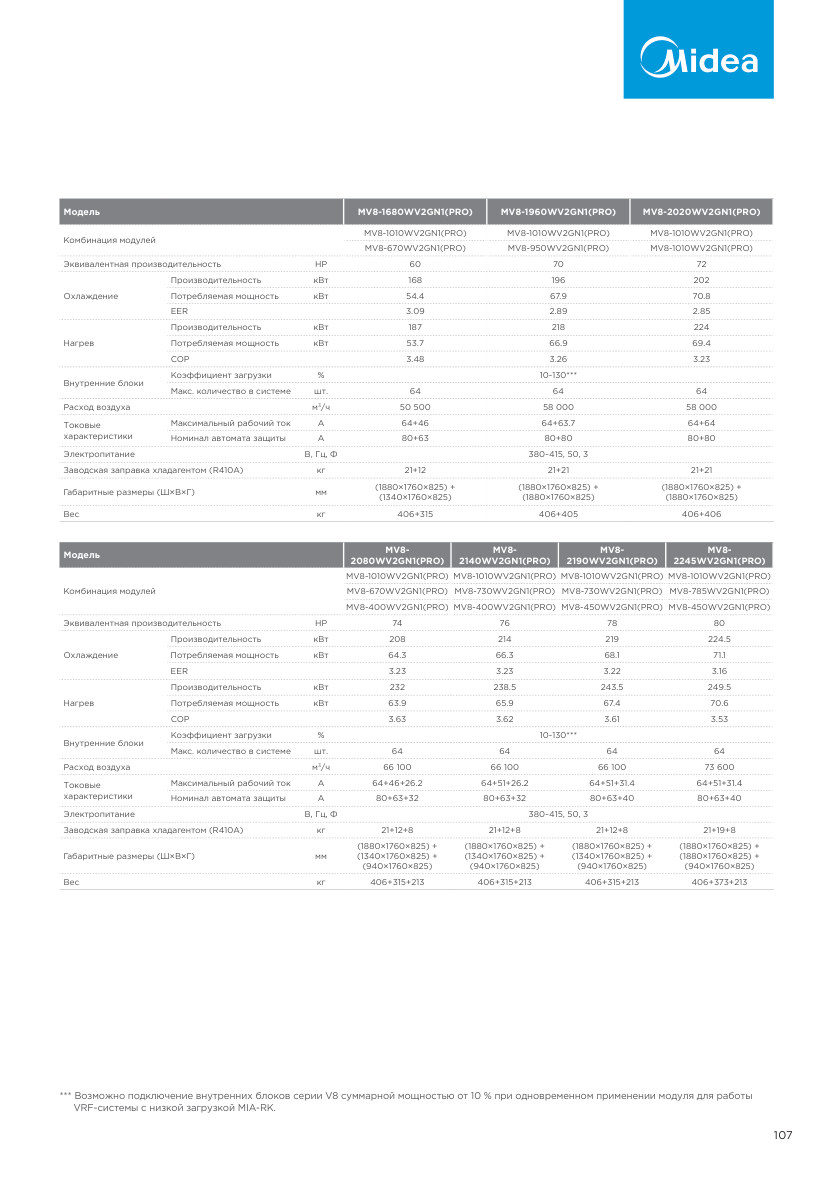 Midea
Модель MV8-1680WV2GN1(PRO) MV8-1960WV2GN1(PRO) MV8-2020WV2GN1(PRO)
Комбинация модулей
MV8-1010WV2GN1(PRO) MV8-1010WV2GN1(PRO) MV8-1010WV2GN1(PRO)
MV8-670WV2GN1(PRO) MV8-950WV2GN1(PRO) MV8-1010WV2GN1(PRO)
Эквивалентная производительность HP 60 70 72
Охлаждение
Производительность кВт 168 196 202
Потребляемая мощность кВт 54.4 67.9 70.8
EER 3.09 2.89 2.85
Нагрев
Производительность кВт 187 218 224
Потребляемая мощность кВт 53.7 66.9 69.4
COP 3.48 3.26 3.23
Внутренние блоки
Коэффициент загрузки % 10-130***
Макс. количество в системе шт. 64 64 64
Расход воздуха м³/ч 50 500 58 000 58 000
Токовые
характеристики
Максимальный рабочий ток А 64+46 64+63.7 64+64
Номинал автомата защиты А 80+63 80+80 80+80
Электропитание В, Гц, Ф 380-415, 50, 3
Заводская заправка хладагентом (R410A) кг 21+12 21+21 21+21
Габаритные размеры (Ш×В×Г) мм
(1880×1760×825) + (1880×1760×825) + (1880×1760×825) +
(1340×1760×825) (1880×1760×825) (1880×1760×825)
Вес кг 406+315 406+405 406+406
Модель
MV8- MV8- MV8- MV8-
2080WV2GN1(PRO) 2140WV2GN1(PRO) 2190WV2GN1(PRO) 2245WV2GN1(PRO)
Комбинация модулей
MV8-1010WV2GN1(PRO) MV8-1010WV2GN1(PRO) MV8-1010WV2GN1(PRO) MV8-1010WV2GN1(PRO)
MV8-670WV2GN1(PRO) MV8-730WV2GN1(PRO) MV8-730WV2GN1(PRO) MV8-785WV2GN1(PRO)
MV8-400WV2GN1(PRO) MV8-400WV2GN1(PRO) MV8-450WV2GN1(PRO) MV8-450WV2GN1(PRO)
Эквивалентная производительность HP 74 76 78 80
Охлаждение
Производительность кВт 208 214 219 224.5
Потребляемая мощность кВт 64.3 66.3 68.1 71.1
EER 3.23 3.23 3.22 3.16
Нагрев
Производительность кВт 232 238.5 243.5 249.5
Потребляемая мощность кВт 63.9 65.9 67.4 70.6
COP 3.63 3.62 3.61 3.53
Внутренние блоки
Коэффициент загрузки % 10-130***
Макс. количество в системе шт. 64 64 64 64
Расход воздуха м³/ч 66 100 66 100 66 100 73 600
Токовые
характеристики
Максимальный рабочий ток А 64+46+26.2 64+51+26.2 64+51+31.4 64+51+31.4
Номинал автомата защиты А 80+63+32 80+63+32 80+63+40 80+63+40
Электропитание В, Гц, Ф 380-415, 50, 3
Заводская заправка хладагентом (R410A) кг 21+12+8 21+12+8 21+12+8 21+19+8
Габаритные размеры (Ш×В×Г) мм
(1880×1760×825) + (1880×1760×825) + (1880×1760×825) + (1880×1760×825) +
(1340×1760×825) + (1340×1760×825) + (1340×1760×825) + (1880×1760×825) +
(940×1760×825) (940×1760×825) (940×1760×825) (940×1760×825)
Вес кг 406+315+213 406+315+213 406+315+213 406+373+213
*** Возможно подключение внутренних блоков серии V8 суммарной мощностью от 10 % при одновременном применении модуля для работы
VRF-системы с низкой загрузкой MIA-RK.
107